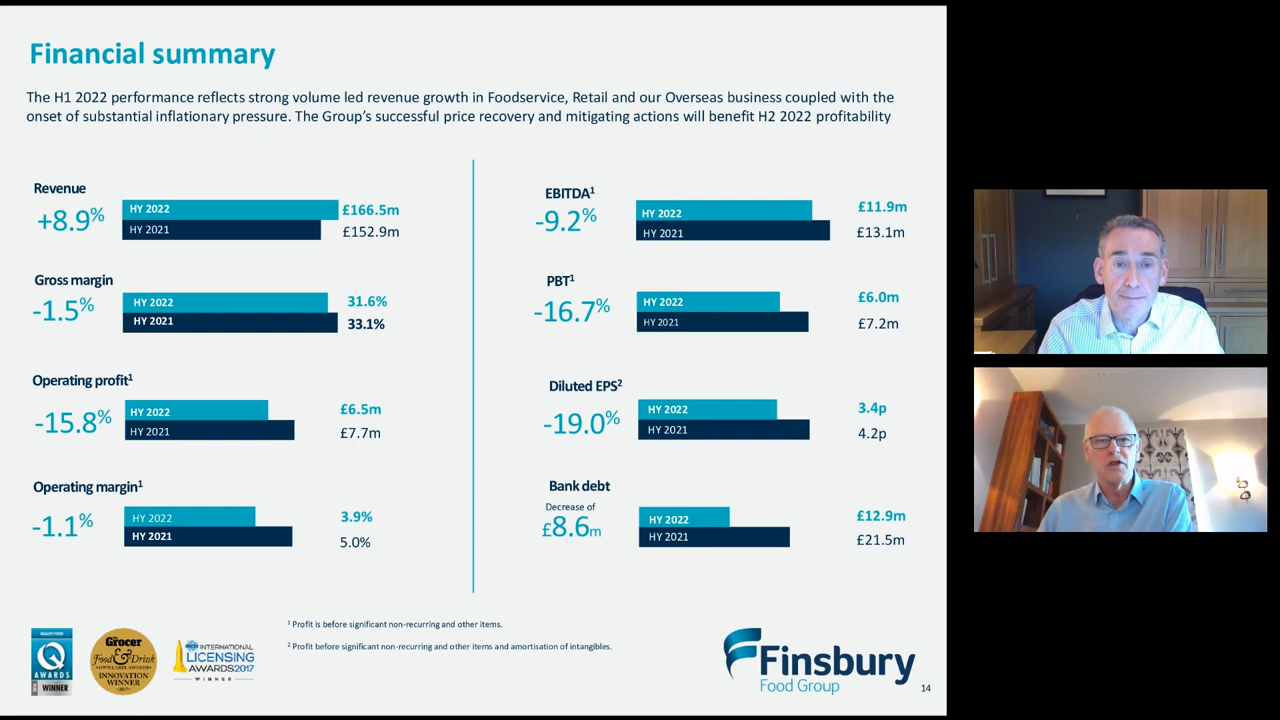 Financial summary
The H1 2022 performance reflects strong volume led revenue growth in Foodservice, Retail and our Overseas business coupled with the
onset of substantial inflationary pressure. The Group's successful price recovery and mitigating actions will benefit H2 2022 profitability
Revenue
+8.9%
HY 2022
£166.5m
HY 2021
£152.9m
Gross margin
-1.5%
HY 2022
31.6%
HY 2021
33.1%
Operating profit¹
-15.8%
HY 2022
£6.5m
HY 2021
£7.7m
Operating margin¹
-1.1%
HY 2022
3.9%
HY 2021
5.0%
EBITDA¹
-9.2%
HY 2022
£11.9m
HY 2021
£13.1m
PBT¹
-16.7%
HY 2022
£6.0m
HY 2021
£7.2m
Diluted EPS²
-19.0%
HY 2022
3.4p
HY 2021
4.2p
Bank debt
Decrease of
£8.6m
HY 2022
£12.9m
HY 2021
£21.5m
¹ Profit is before significant non-recurring and other items.
² Profit before significant non-recurring and other items and amortisation of intangibles.
QUALITY FOOD
Q
AWARDS
WINNER
The Grocer
Food & Drink
OWN LABEL AWARDS
INNOVATION
WINNER
•2017•
INTERNATIONAL
LICENSING
AWARDS2017
WINNER
Finsbury
Food Group
14